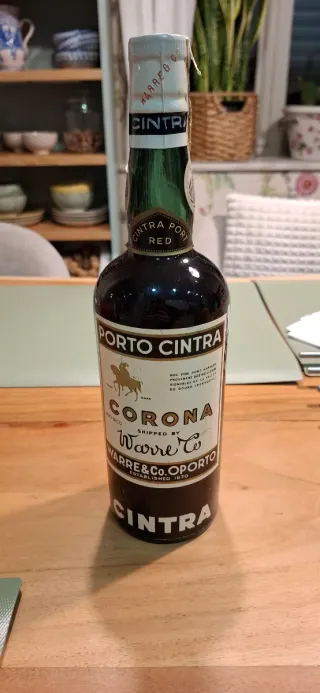 WARRE & C
CINTRA
CINTRA PORT
RED
PORTO CINTRA
CORONA
SHIPPED BY
Warre & Co
WARRE & Co. OPORTO
ESTABLISHED 1670
CINTRA